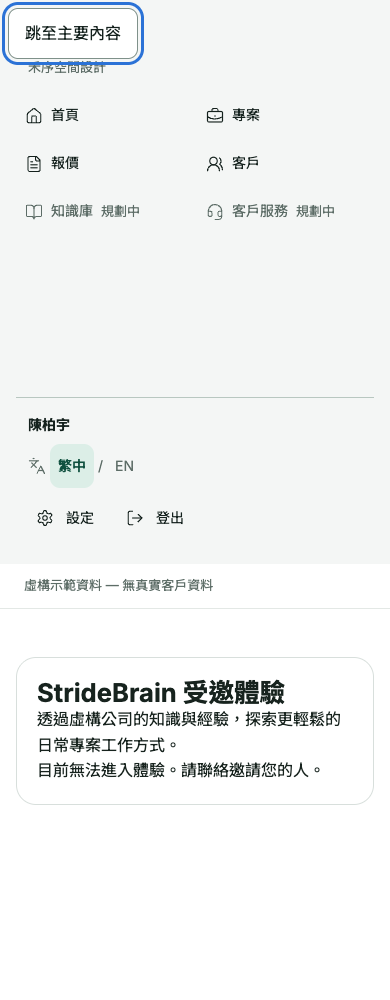 跳至主要內容
禾序空間設計
首頁
專案
報價
客戶
知識庫 規劃中
客戶服務 規劃中
陳柏宇
繁中 / EN
設定
登出
虛構示範資料 — 無真實客戶資料
StrideBrain 受邀體驗
透過虛構公司的知識與經驗，探索更輕鬆的
日常專案工作方式。
目前無法進入體驗。請聯絡邀請您的人。